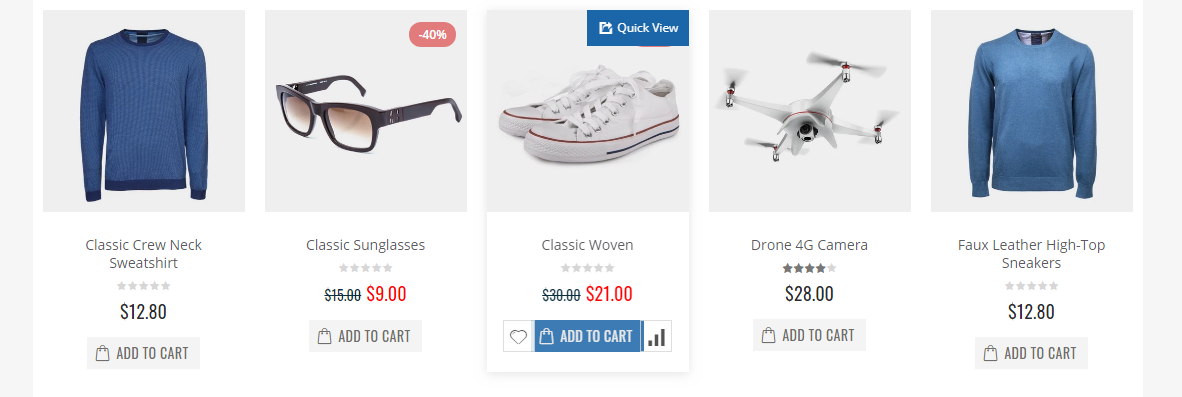 -40%
Quick View
Classic Crew Neck
Sweatshirt
$12.80
ADD TO CART
Classic Sunglasses
$15.00 $9.00
ADD TO CART
Classic Woven
$30.00 $21.00
ADD TO CART
Drone 4G Camera
$28.00
ADD TO CART
Faux Leather High-Top
Sneakers
$12.80
ADD TO CART